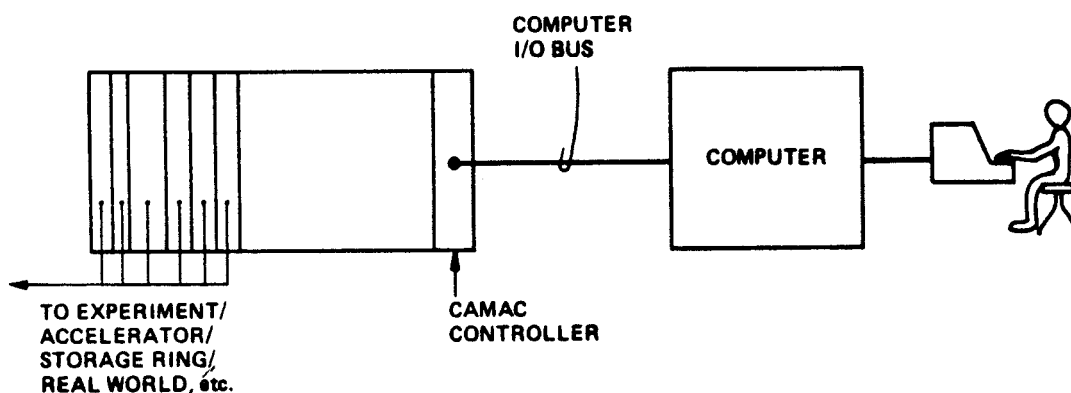 COMPUTER
I/O BUS
COMPUTER
TO EXPERIMENT/
ACCELERATOR/
STORAGE RING/
REAL WORLD, etc.
CAMAC
CONTROLLER